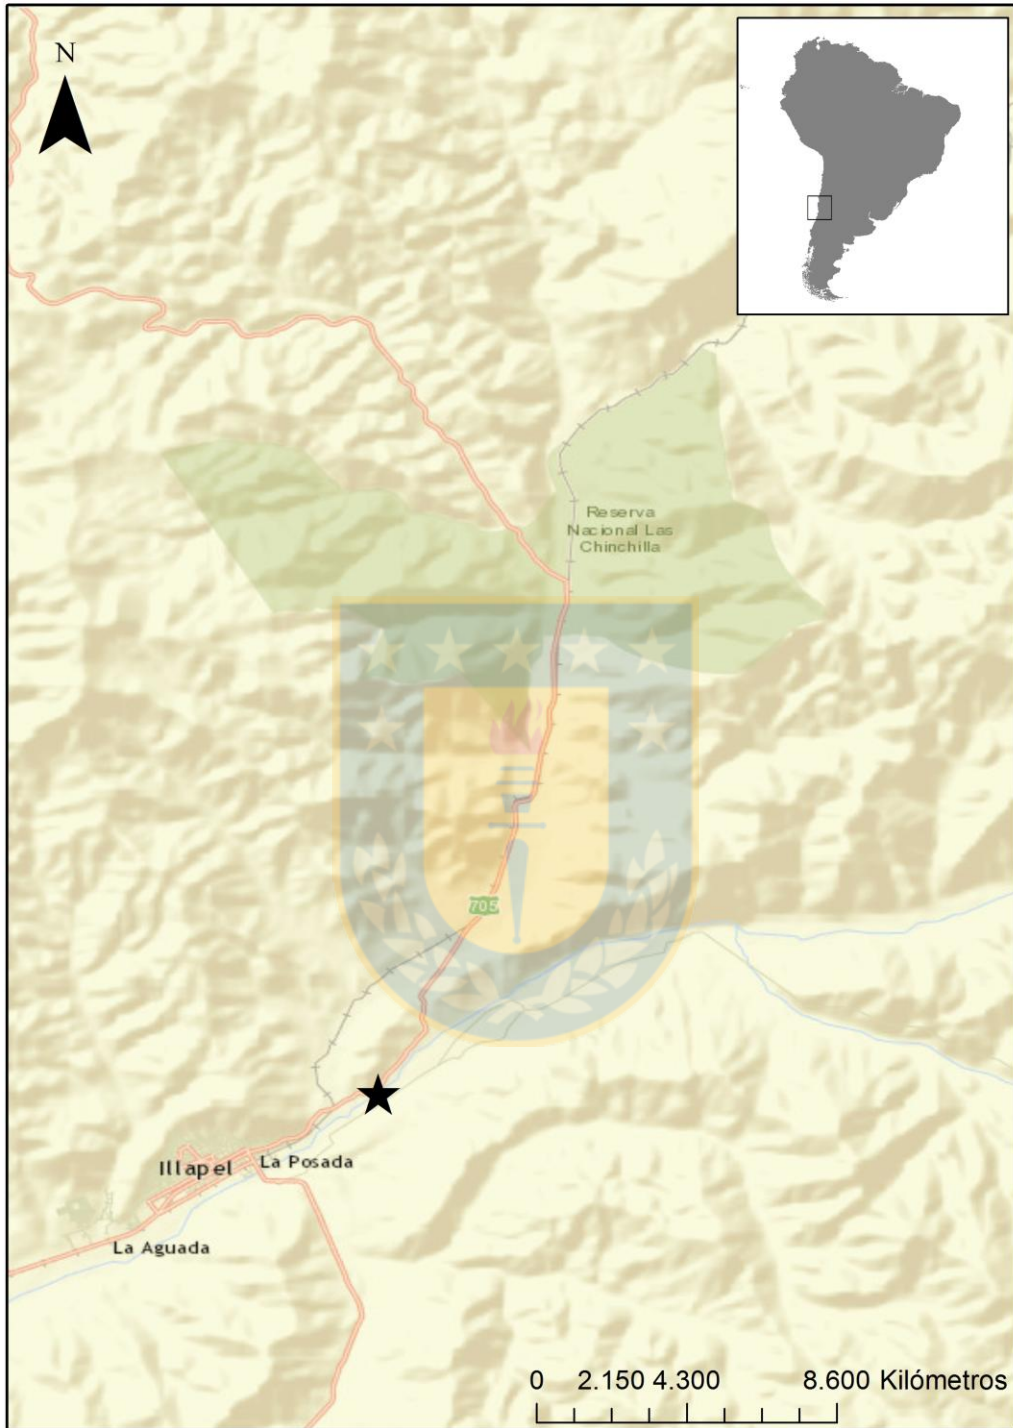 N
Reserva
Nacional Las
Chinchilla
705
Illapel
La Posada
La Aguada
0 2.150 4.300 8.600 Kilómetros